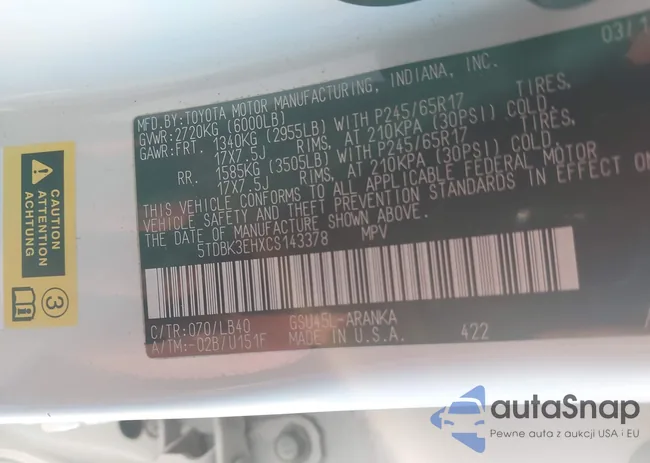 03/1
MFD.BY:TOYOTA MOTOR MANUFACTURING, INDIANA, INC.
GVWR:2720KG (6000LB)
GAWR:FRT. 1340KG (2955LB) WITH P245/65R17 TIRES,
17X7.5J RIMS, AT 210KPA (30PSI) COLD.
RR. 1585KG (3505LB) WITH P245/65R17 TIRES,
17X7.5J RIMS, AT 210KPA (30PSI) COLD.
THIS VEHICLE CONFORMS TO ALL APPLICABLE FEDERAL MOTOR
VEHICLE SAFETY AND THEFT PREVENTION STANDARDS IN EFFECT ON
THE DATE OF MANUFACTURE SHOWN ABOVE.
5TDBK3EHXCS143378 MPV
C/TR:070/LB40 GSU45L-ARANKA
A/TM:-02B/U151F MADE IN U.S.A. 422
CAUTION
ATTENTION
3
autaSnap
Pewne auta z aukcji USA i EU